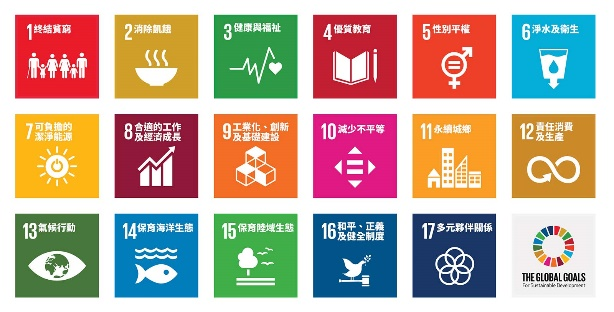 1 終結貧窮
2 消除飢餓
3 健康與福祉
4 優質教育
5 性別平權
6 淨水及衛生
7 可負擔的
潔淨能源
8 合適的工作
及經濟成長
9 工業化、創新
及基礎建設
10 減少不平等
11 永續城鄉
12 責任消費
及生產
13 氣候行動
14 保育海洋生態
15 保育陸域生態
16 和平、正義
及健全制度
17 多元夥伴關係
THE GLOBAL GOALS
For Sustainable Development